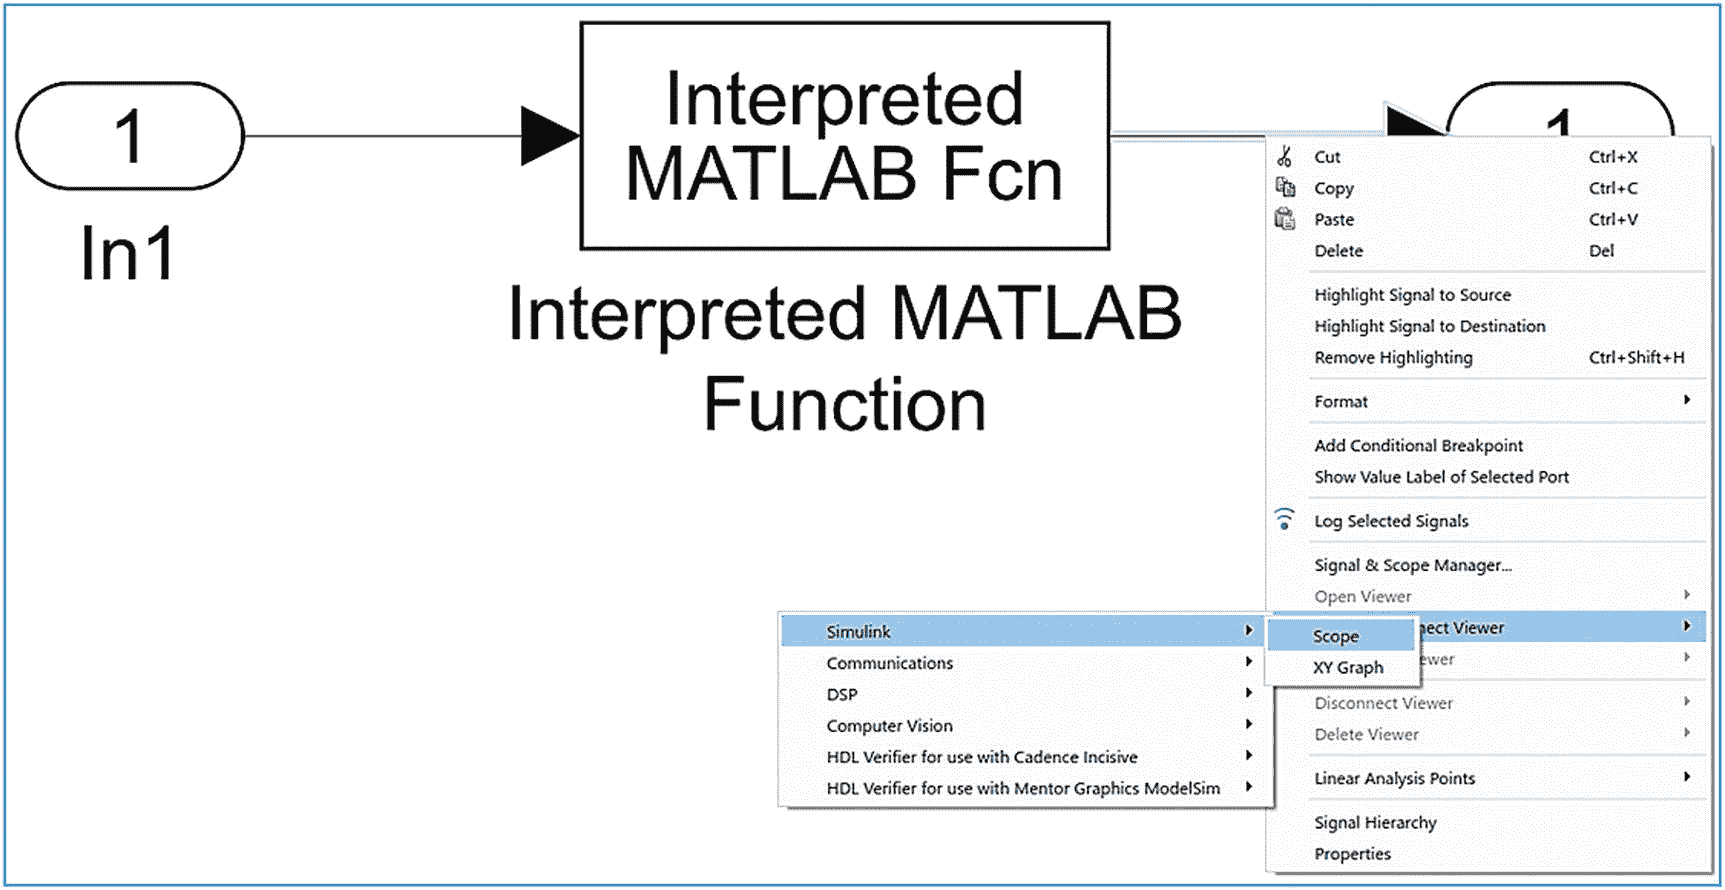 1
Interpreted
MATLAB Fcn
1
In1
Interpreted MATLAB
Function
Cut Ctrl+X
Copy Ctrl+C
Paste Ctrl+V
Delete Del
Highlight Signal to Source
Highlight Signal to Destination
Remove Highlighting Ctrl+Shift+H
Format
Add Conditional Breakpoint
Show Value Label of Selected Port
Log Selected Signals
Signal & Scope Manager...
Open Viewer
Viewer
Disconnect Viewer
Delete Viewer
Linear Analysis Points
Signal Hierarchy
Properties
Simulink
Communications
DSP
Computer Vision
HDL Verifier for use with Cadence Incisive
HDL Verifier for use with Mentor Graphics ModelSim
Scope
XY Graph